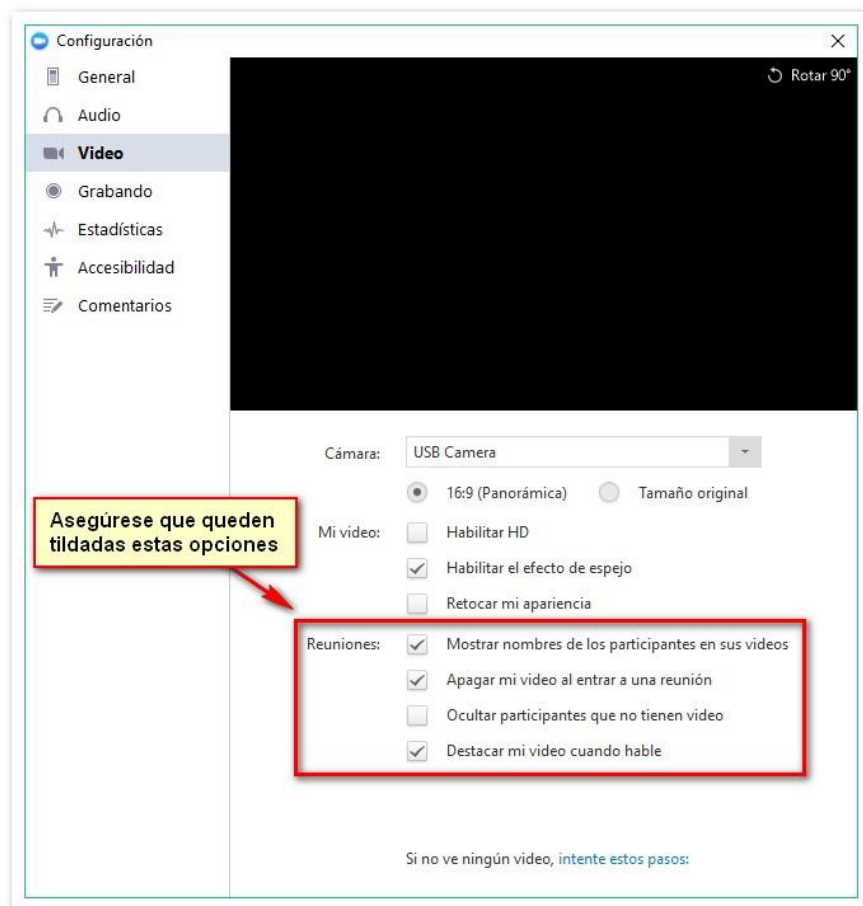 Configuración
General
Rotar 90°
Audio
Video
Grabando
Estadísticas
Accesibilidad
Comentarios
Cámara: USB Camera
16:9 (Panorámica) Tamaño original
Asegúrese que queden
tildadas estas opciones
Mi video: Habilitar HD
Habilitar el efecto de espejo
Retocar mi apariencia
Reuniones: Mostrar nombres de los participantes en sus videos
Apagar mi video al entrar a una reunión
Ocultar participantes que no tienen video
Destacar mi video cuando hable
Si no ve ningún video, intente estos pasos: